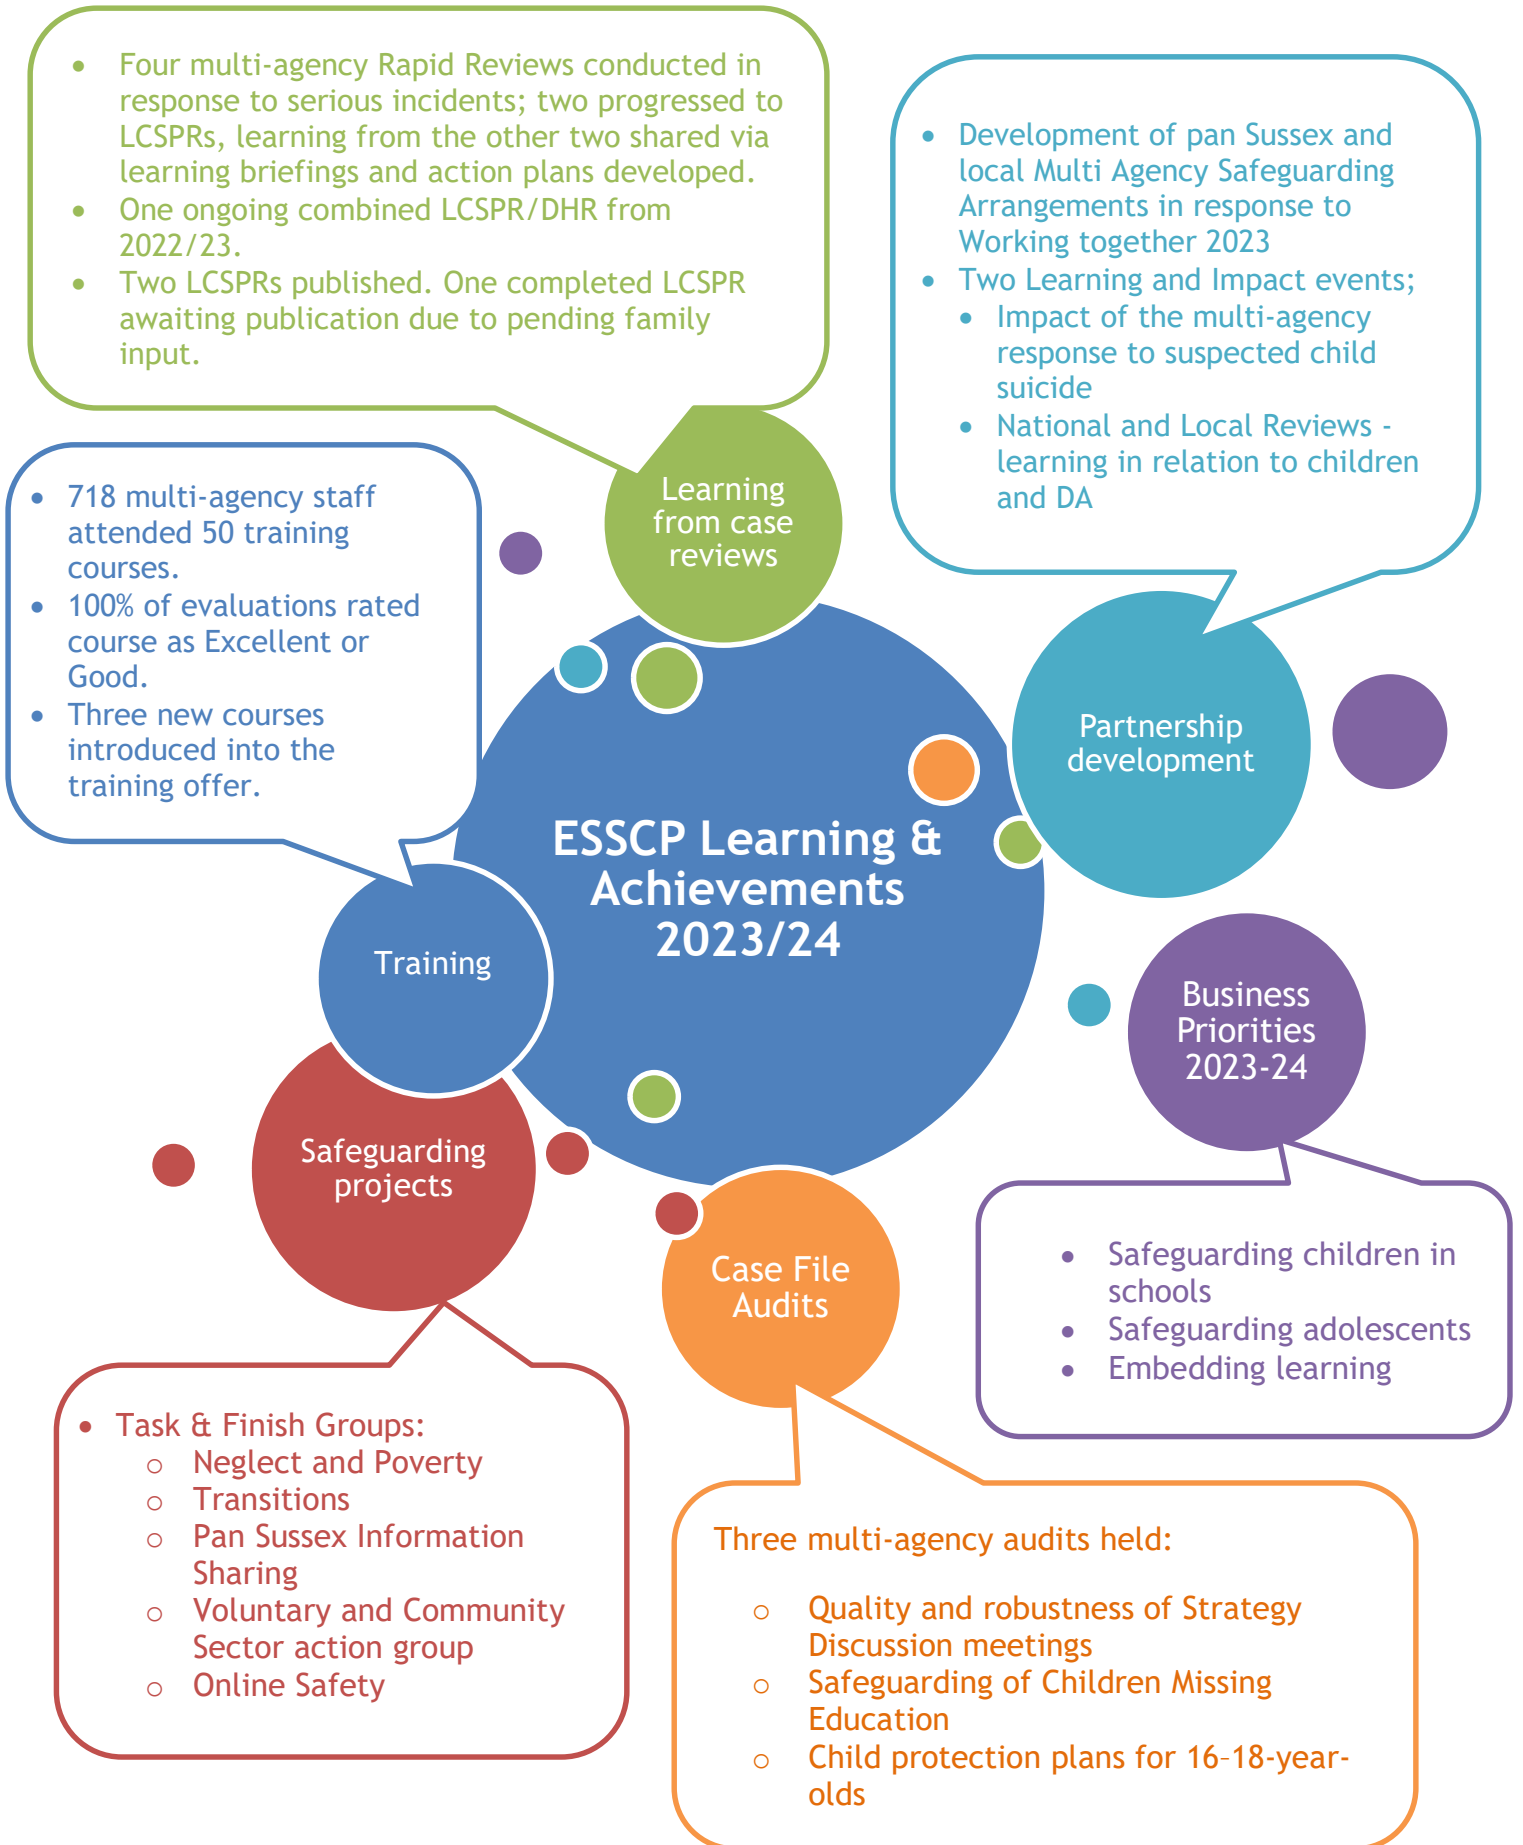 • Four multi-agency Rapid Reviews conducted in
response to serious incidents; two progressed to
LCSPRs, learning from the other two shared via
learning briefings and action plans developed.
• One ongoing combined LCSPR/DHR from
2022/23.
• Two LCSPRs published. One completed LCSPR
awaiting publication due to pending family
input.
• Development of pan Sussex and
local Multi Agency Safeguarding
Arrangements in response to
Working together 2023
• Two Learning and Impact events;
• Impact of the multi-agency
response to suspected child
suicide
• National and Local Reviews -
learning in relation to children
and DA
• 718 multi-agency staff
attended 50 training
courses.
• 100% of evaluations rated
course as Excellent or
Good.
• Three new courses
introduced into the
training offer.
Learning
from case
reviews
Partnership
development
ESSCP Learning &
Achievements
2023/24
Training
Business
Priorities
2023-24
Safeguarding
projects
Case File
Audits
• Safeguarding children in
schools
• Safeguarding adolescents
• Embedding learning
• Task & Finish Groups:
o Neglect and Poverty
o Transitions
o Pan Sussex Information
Sharing
o Voluntary and Community
Sector action group
o Online Safety
Three multi-agency audits held:
o Quality and robustness of Strategy
Discussion meetings
o Safeguarding of Children Missing
Education
o Child protection plans for 16–18-year-
olds